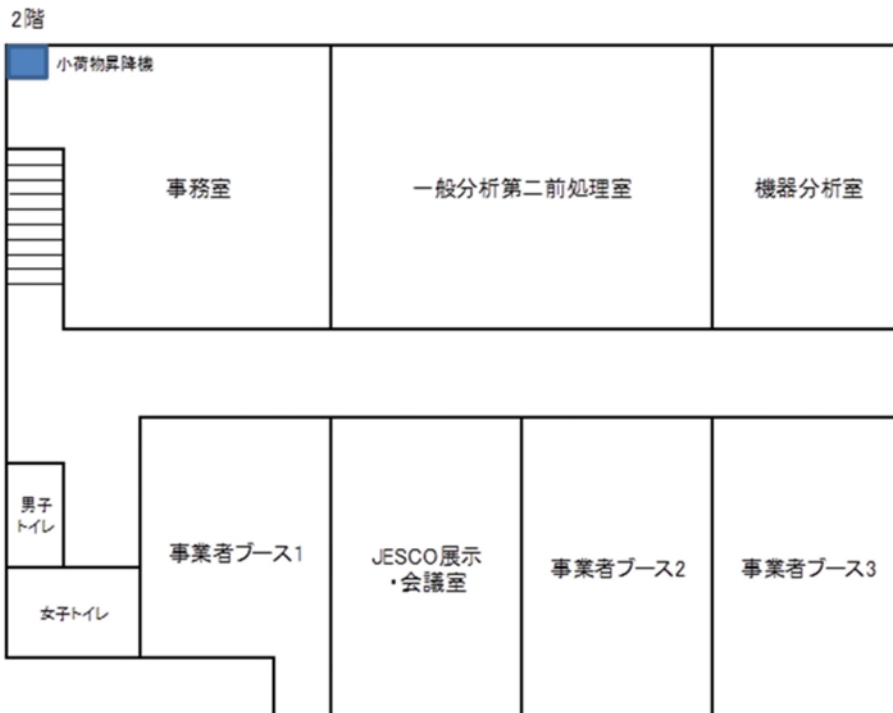 2階
小荷物昇降機
事務室
一般分析第二前処理室
機器分析室
男子
トイレ
女子トイレ
事業者ブース1
JESCO展示
・会議室
事業者ブース2
事業者ブース3